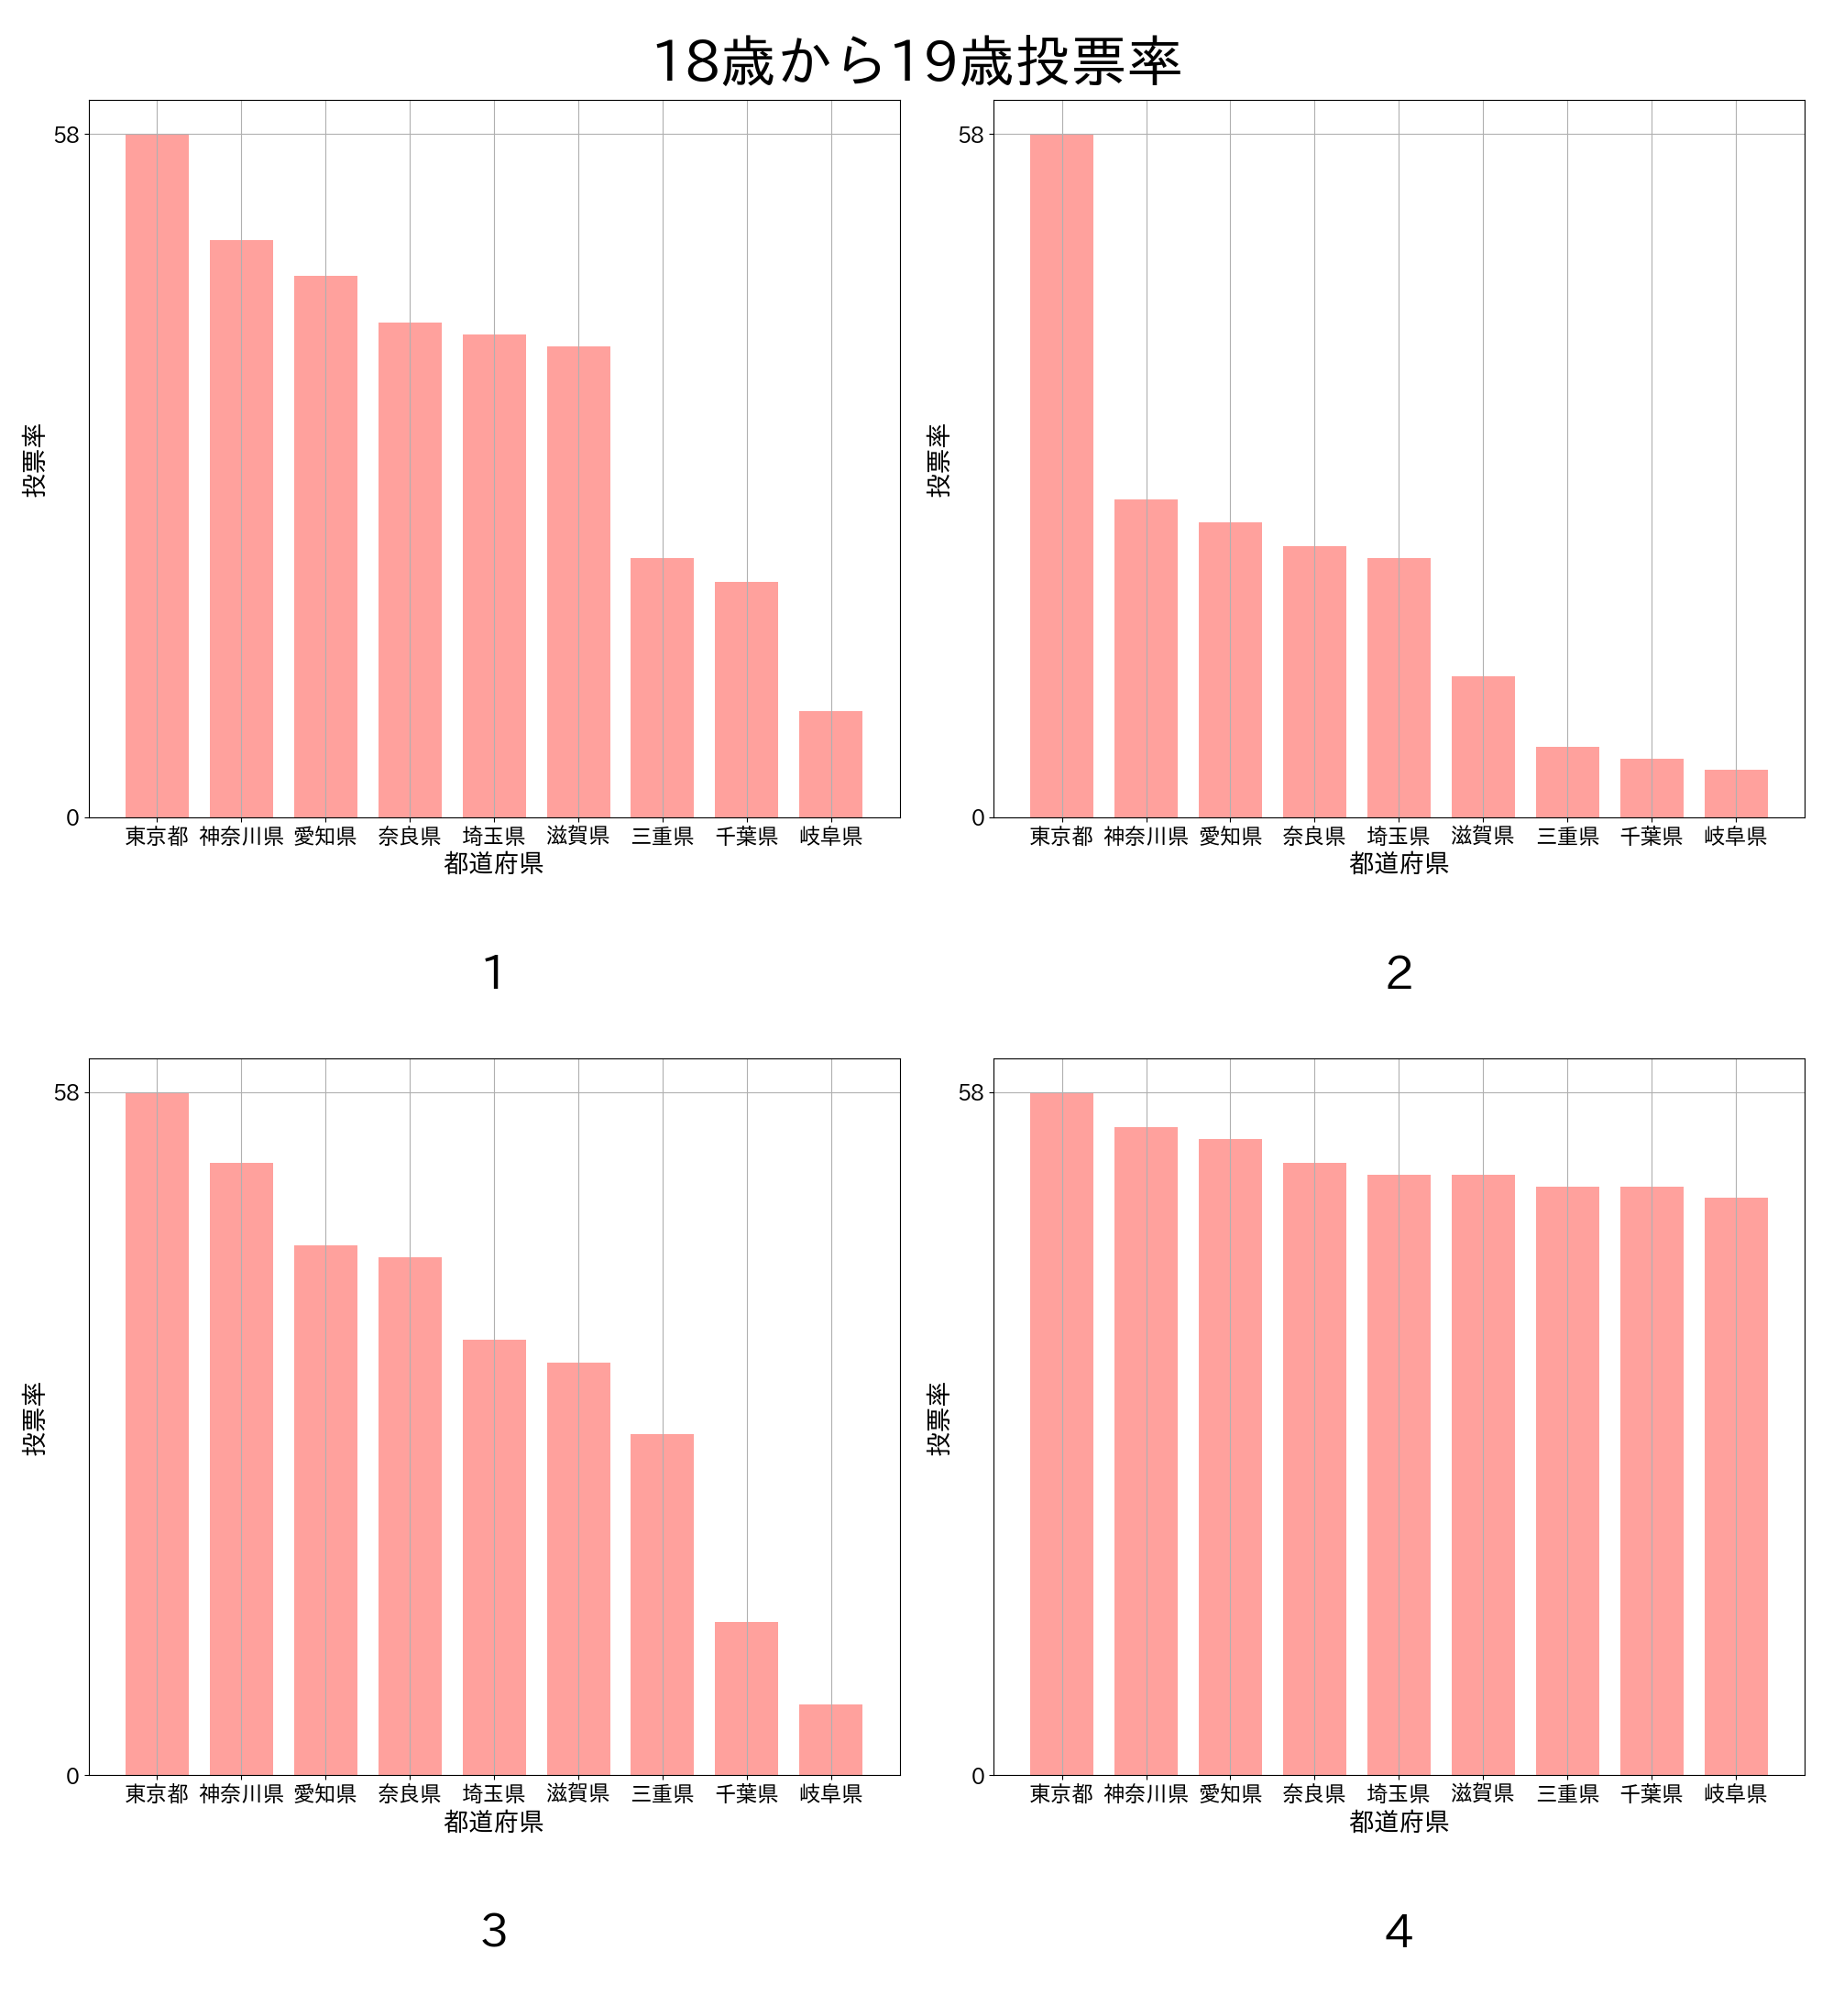 18歳から19歳投票率
58
0
投票率
東京都 神奈川県 愛知県 奈良県 埼玉県 滋賀県 三重県 千葉県 岐阜県
都道府県
1
58
0
投票率
東京都 神奈川県 愛知県 奈良県 埼玉県 滋賀県 三重県 千葉県 岐阜県
都道府県
2
58
0
投票率
東京都 神奈川県 愛知県 奈良県 埼玉県 滋賀県 三重県 千葉県 岐阜県
都道府県
3
58
0
投票率
東京都 神奈川県 愛知県 奈良県 埼玉県 滋賀県 三重県 千葉県 岐阜県
都道府県
4